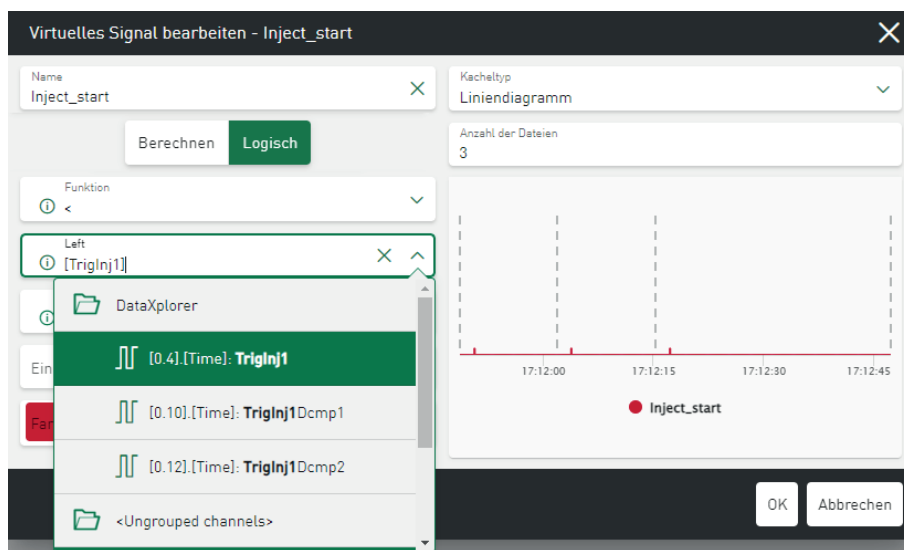 Virtuelles Signal bearbeiten - Inject_start
Name
Inject_start
Berechnen
Logisch
Funktion
<
Left
[TrigInj1]
DataXplorer
[0.4].[Time]: TrigInj1
[0.10].[Time]: TrigInj1Dcmp1
[0.12].[Time]: TrigInj1Dcmp2
<Ungrouped channels>
Ein
Far
Kacheltyp
Liniendiagramm
Anzahl der Dateien
3
17:12:00
17:12:15
17:12:30
17:12:45
Inject_start
OK
Abbrechen